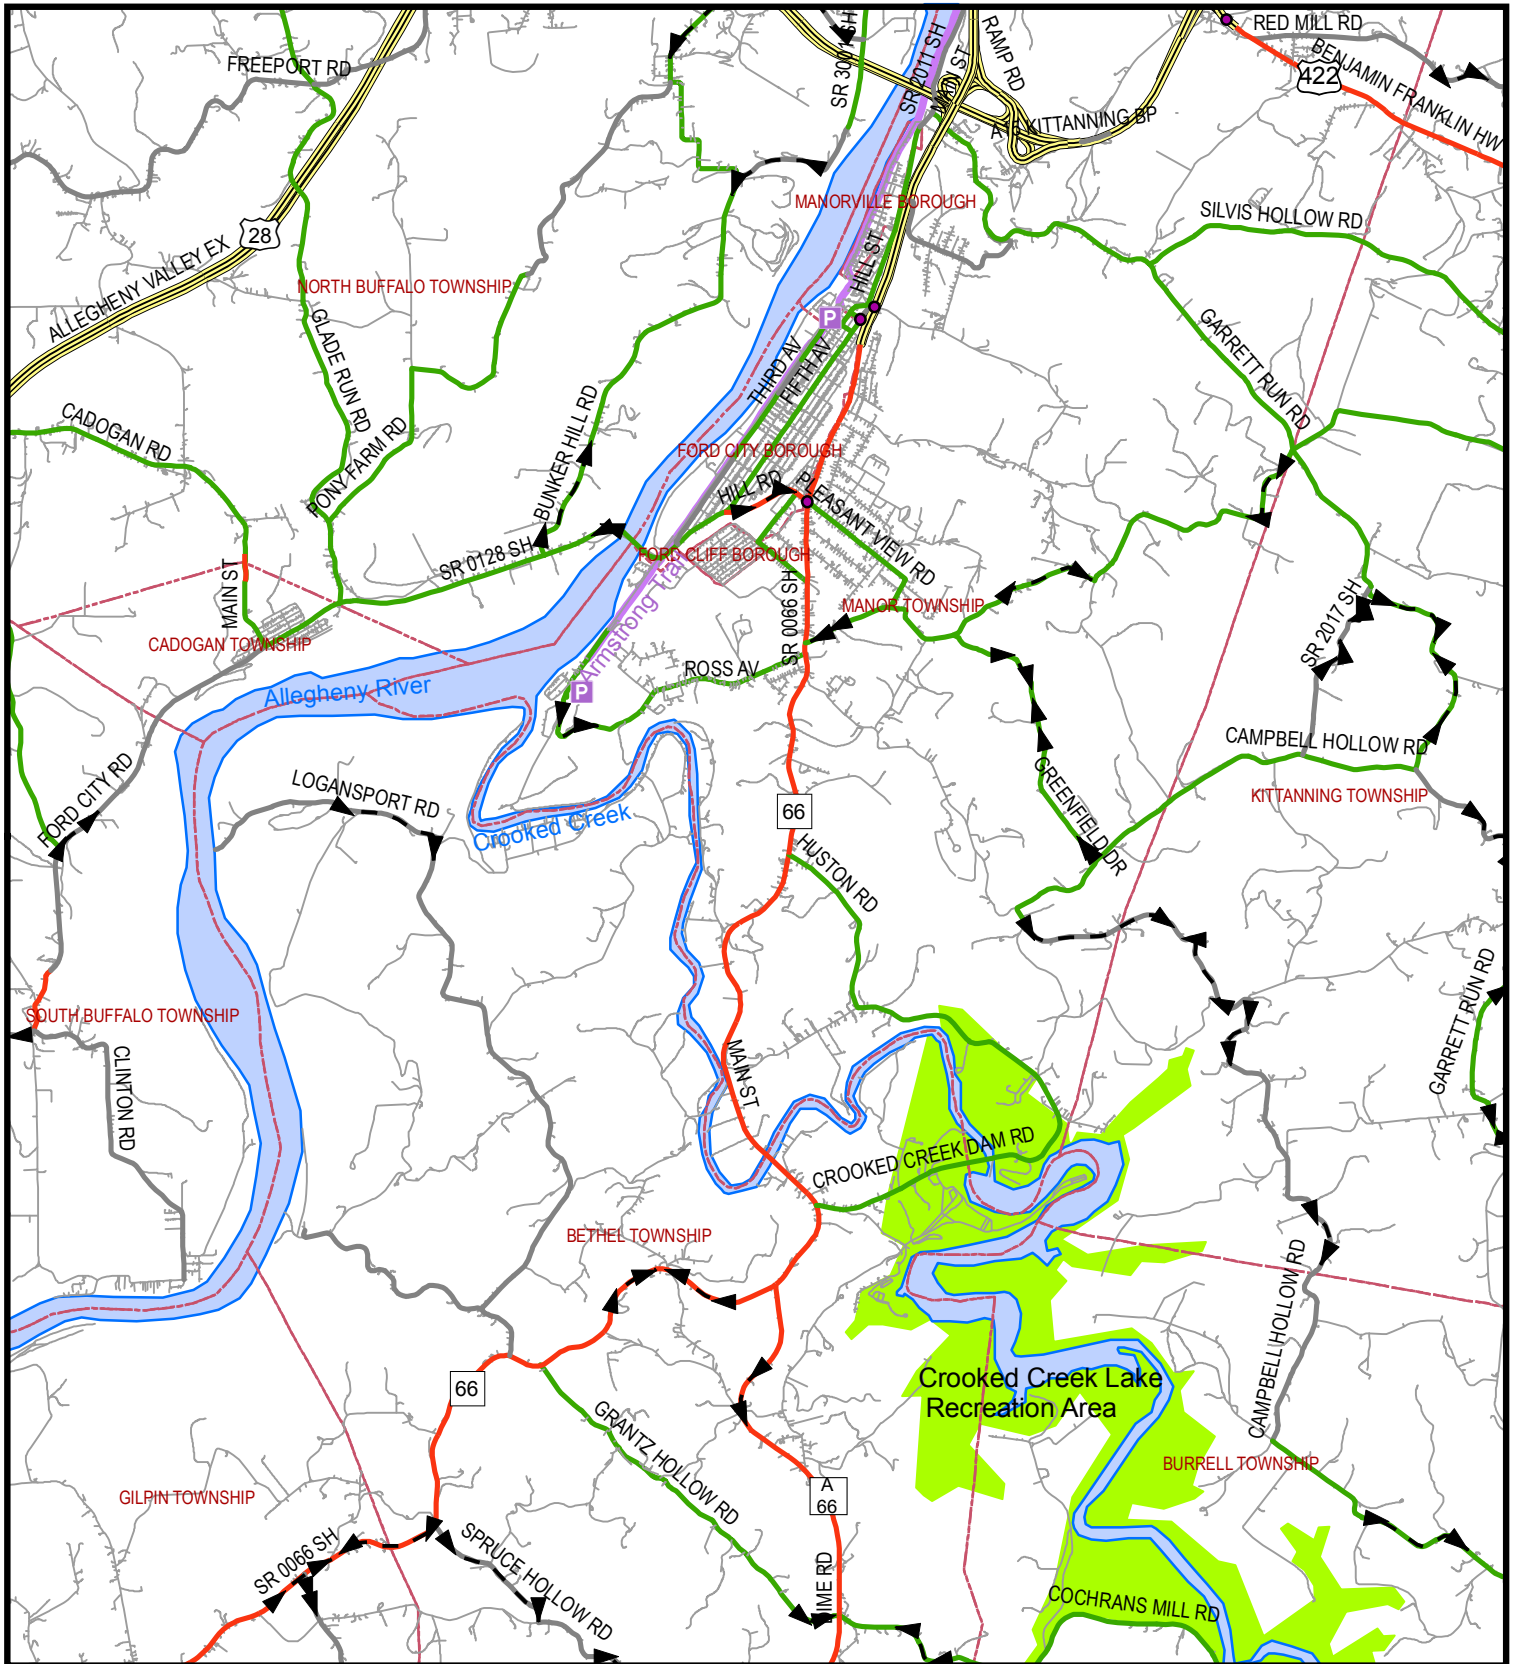 SR 3001 SH
SR 2011 SH
MAIN ST
RAMP RD
RED MILL RD
BENJAMIN FRANKLIN HW
422
FREEPORT RD
A15 KITTANNING BP
MANORVILLE BOROUGH
SILVIS HOLLOW RD
28
ALLEGHENY VALLEY EX
HILL ST
NORTH BUFFALO TOWNSHIP
P
GLADE RUN RD
THIRD AV
FIFTH AV
GARRETT RUN RD
CADOGAN RD
PONY FARM RD
BUNKER HILL RD
FORD CITY BOROUGH
HILL RD
PLEASANT VIEW RD
SR 0128 SH
FORD CLIFF BOROUGH
MAIN ST
Armstrong Trail
SR 0066 SH
MANOR TOWNSHIP
SR 2017 SH
CADOGAN TOWNSHIP
ROSS AV
Allegheny River
P
CAMPBELL HOLLOW RD
FORD CITY RD
LOGANSPORT RD
GREENFIELD DR
KITTANNING TOWNSHIP
66
Crooked Creek
HUSTON RD
SOUTH BUFFALO TOWNSHIP
GARRETT RUN RD
CLINTON RD
MAIN ST
CROOKED CREEK DAM RD
BETHEL TOWNSHIP
CAMPBELL HOLLOW RD
66
Crooked Creek Lake
Recreation Area
GRANTZ HOLLOW RD
BURRELL TOWNSHIP
GILPIN TOWNSHIP
A
66
SR 0066 SH
SPRUCE HOLLOW RD
DIME RD
COCHRANS MILL RD